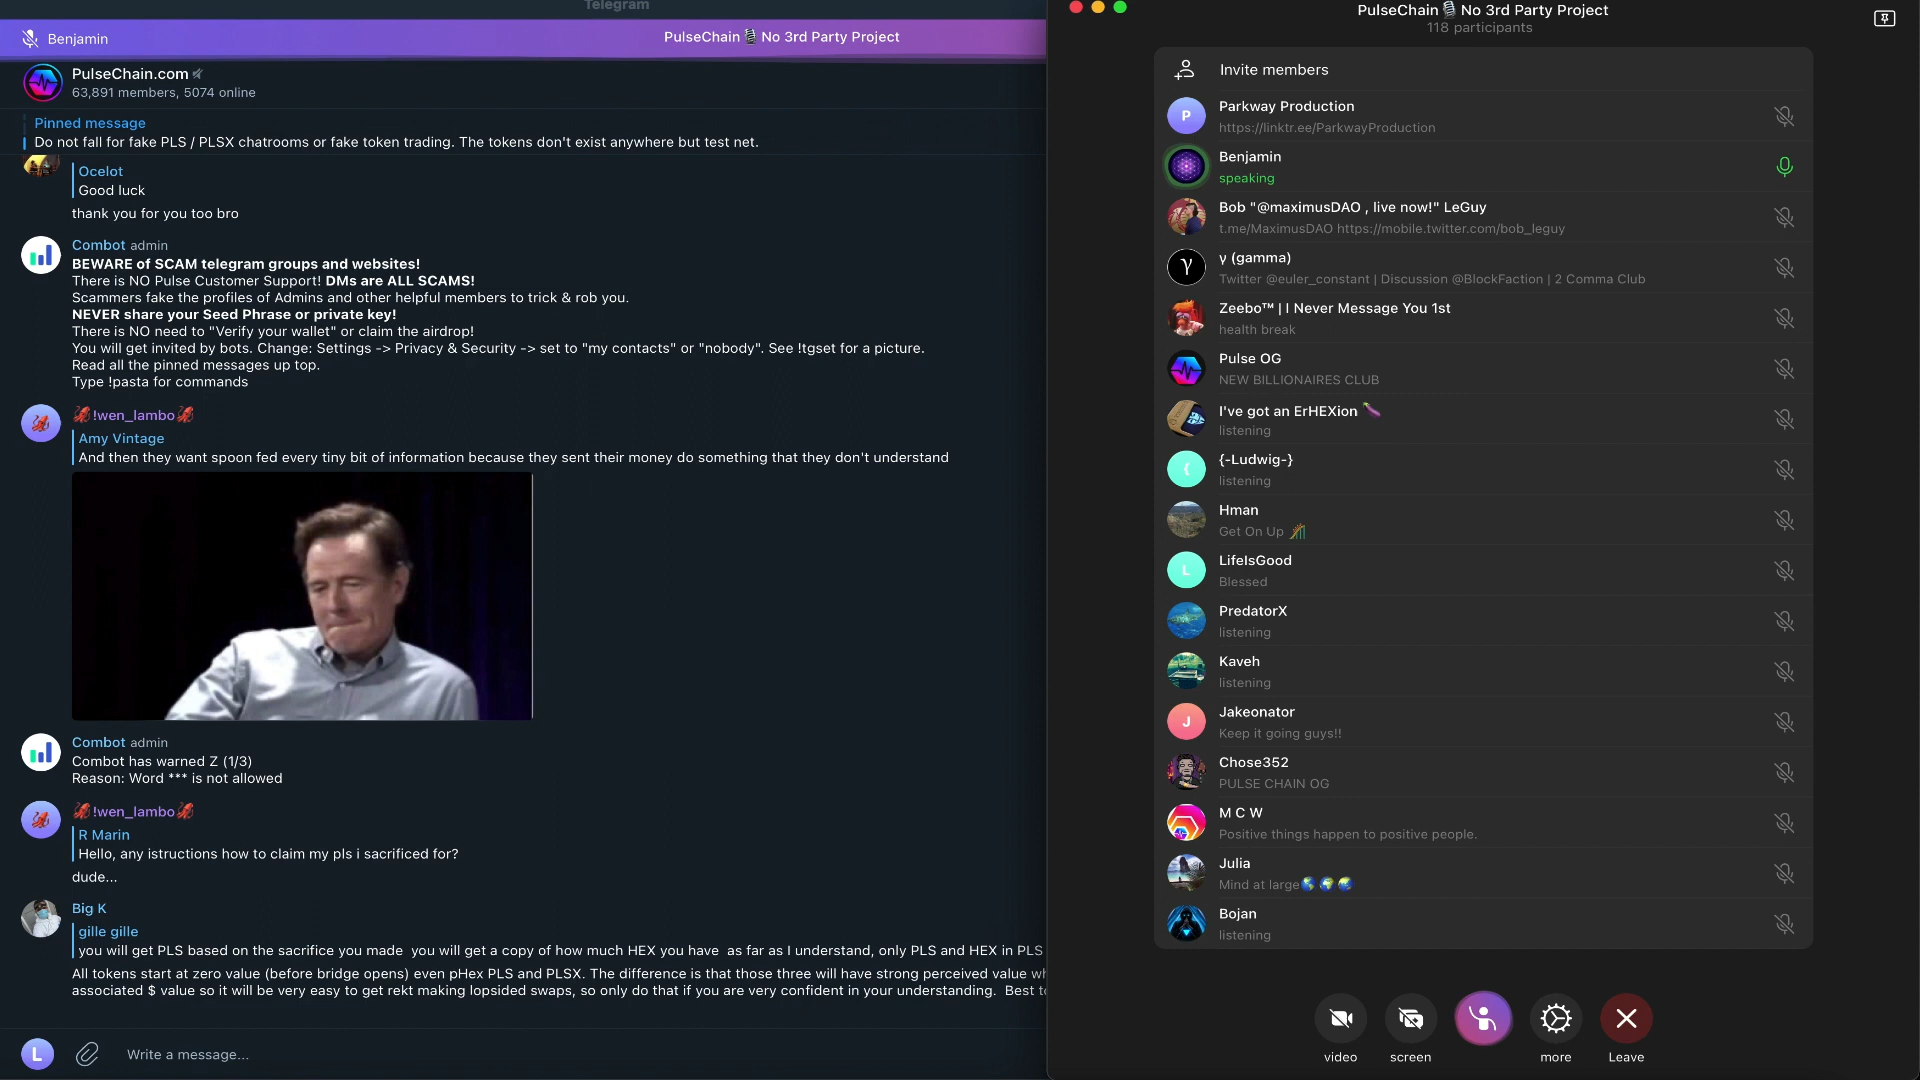 Telegram
Benjamin
PulseChain🎙️ No 3rd Party Project
PulseChain.com
63,891 members, 5074 online
Pinned message
Do not fall for fake PLS / PLSX chatrooms or fake token trading. The tokens don't exist anywhere but test net.
Ocelot
Good luck
thank you for you too bro
Combot admin
BEWARE of SCAM telegram groups and websites!
There is NO Pulse Customer Support! DMs are ALL SCAMS!
Scammers fake the profiles of Admins and other helpful members to trick & rob you.
NEVER share your Seed Phrase or private key!
There is NO need to "Verify your wallet" or claim the airdrop!
You will get invited by bots. Change: Settings -> Privacy & Security -> set to "my contacts" or "nobody". See !tgset for a picture.
Read all the pinned messages up top.
Type !pasta for commands
🦑!wen_lambo🦑
Amy Vintage
And then they want spoon fed every tiny bit of information because they sent their money do something that they don't understand
Combot admin
Combot has warned Z (1/3)
Reason: Word *** is not allowed
🦑!wen_lambo🦑
R Marin
Hello, any istructions how to claim my pls i sacrificed for?
dude...
Big K
gille gille
you will get PLS based on the sacrifice you made you will get a copy of how much HEX you have as far as I understand, only PLS and HEX in PLS
All tokens start at zero value (before bridge opens) even pHex PLS and PLSX. The difference is that those three will have strong perceived value
associated $ value so it will be very easy to get rekt making lopsided swaps, so only do that if you are very confident in your understanding. Best
L
Write a message...
PulseChain🎙️ No 3rd Party Project
118 participants
Invite members
P
Parkway Production
https://linktr.ee/ParkwayProduction
Benjamin
speaking
Bob "@maximusDAO , live now!" LeGuy
t.me/MaximusDAO https://mobile.twitter.com/bob_leguy
γ
γ (gamma)
Twitter @euler_constant | Discussion @BlockFaction | 2 Comma Club
Zeebo™ | I Never Message You 1st
health break
Pulse OG
NEW BILLIONAIRES CLUB
I've got an ErHEXion 🍆
listening
{
{-Ludwig-}
listening
Hman
Get On Up 🎢
L
LifeIsGood
Blessed
PredatorX
listening
Kaveh
listening
J
Jakeonator
Keep it going guys!!
Chose352
PULSE CHAIN OG
M C W
Positive things happen to positive people.
Julia
Mind at large🌎 🌍 🌏
Bojan
listening
video
screen
more
Leave